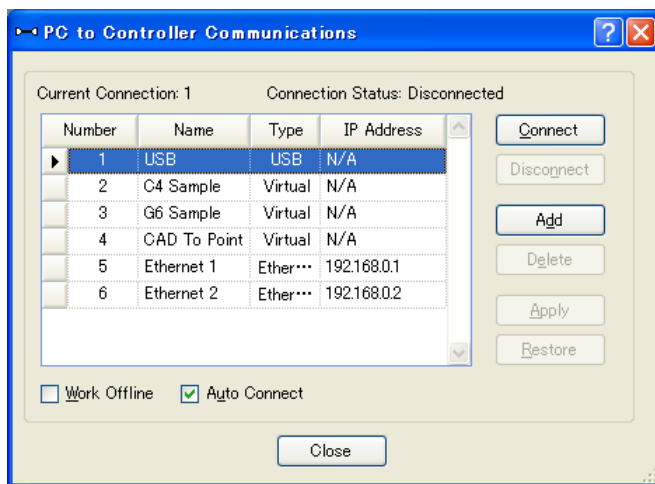 PC to Controller Communications
Current Connection: 1 Connection Status: Disconnected
Number Name Type IP Address
1 USB USB N/A
2 C4 Sample Virtual N/A
3 G6 Sample Virtual N/A
4 CAD To Point Virtual N/A
5 Ethernet 1 Ether··· 192.168.0.1
6 Ethernet 2 Ether··· 192.168.0.2
Connect
Disconnect
Add
Delete
Apply
Restore
Work Offline Auto Connect
Close